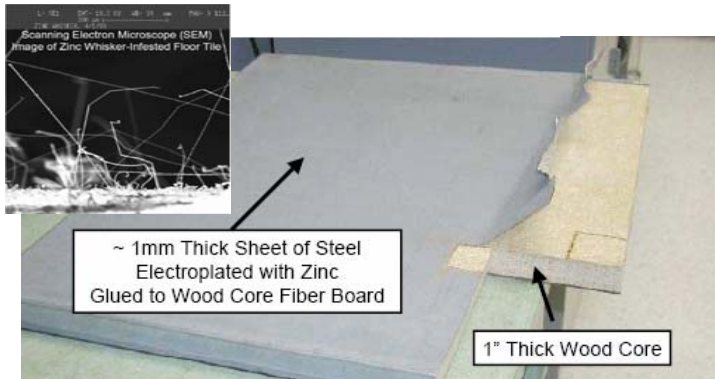 Scanning Electron Microscope (SEM)
Image of Zinc Whisker-Infested Floor Tile
~ 1mm Thick Sheet of Steel
Electroplated with Zinc
Glued to Wood Core Fiber Board
1” Thick Wood Core